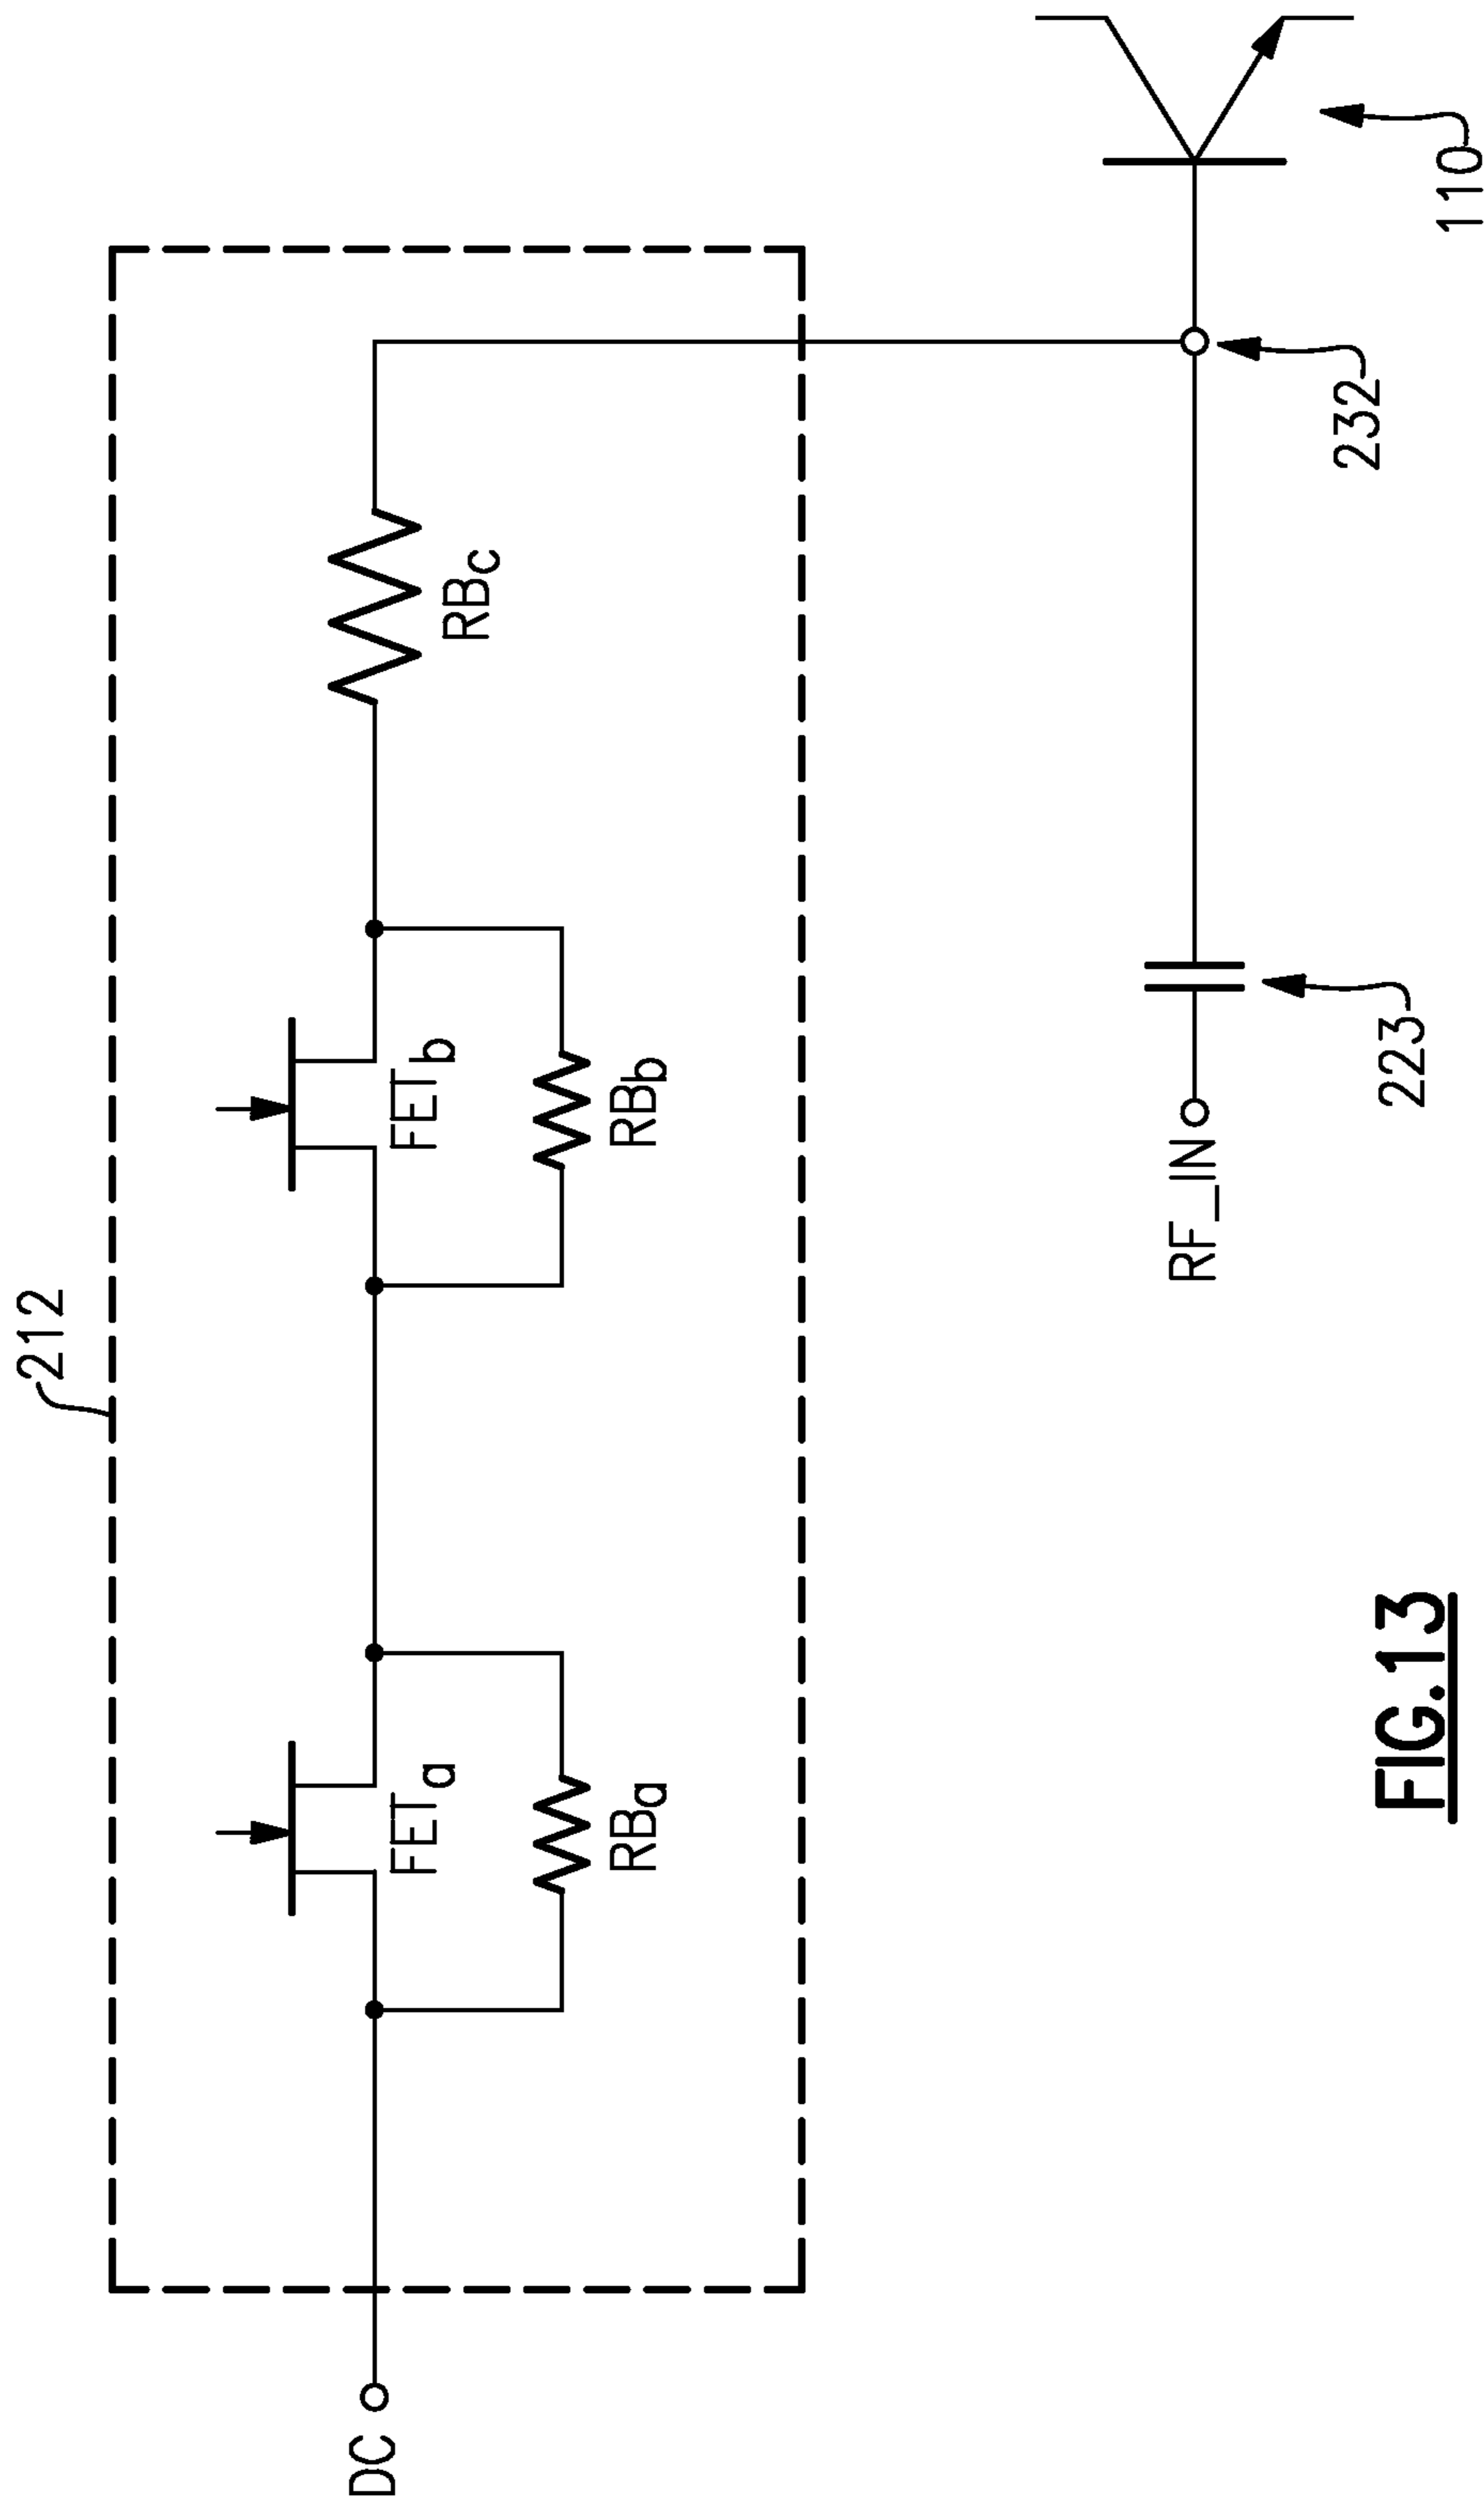 212
FETa
FETb
RBa
RBb
RBc
DC
RF_IN
223
232
110
FIG.13